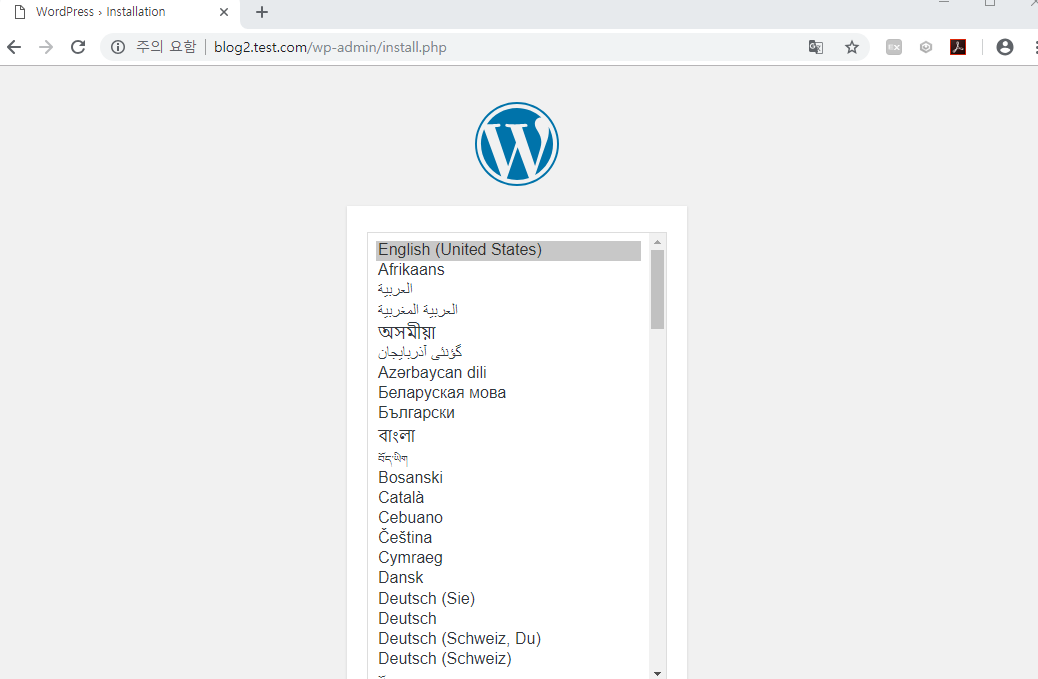 WordPress › Installation
주의 요함 | blog2.test.com/wp-admin/install.php
English (United States)
Afrikaans
العربية
العربية المغربية
অসমীয়া
گؤنئی آذربایجان
Azərbaycan dili
Беларуская мова
Български
বাংলা
བོད་ཡིག
Bosanski
Català
Cebuano
Čeština
Cymraeg
Dansk
Deutsch (Sie)
Deutsch
Deutsch (Schweiz, Du)
Deutsch (Schweiz)